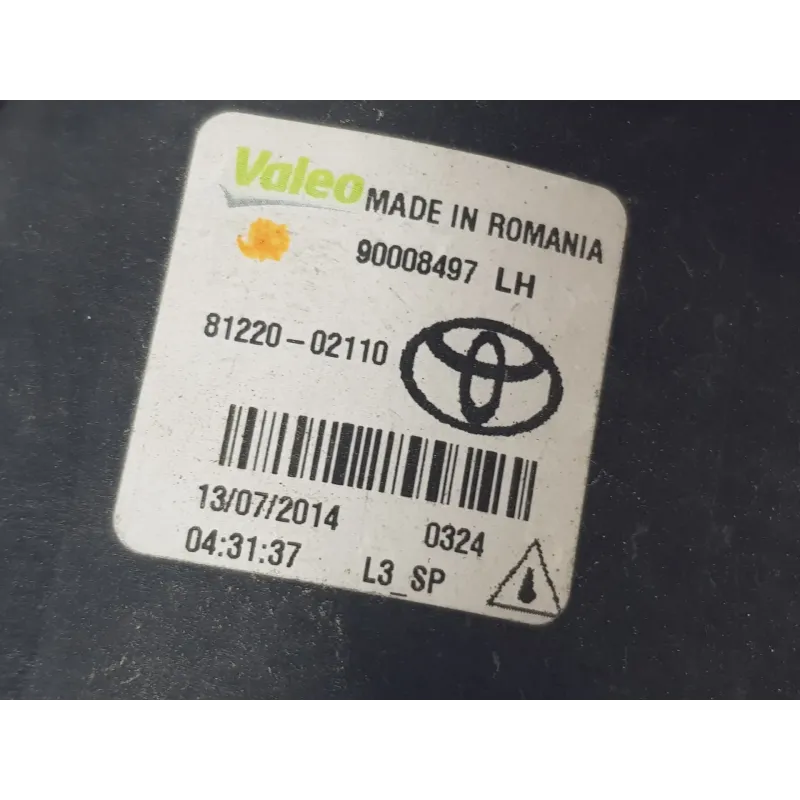 Valeo MADE IN ROMANIA
90008497 LH
81220-02110
13/07/2014 0324
04:31:37 L3_SP